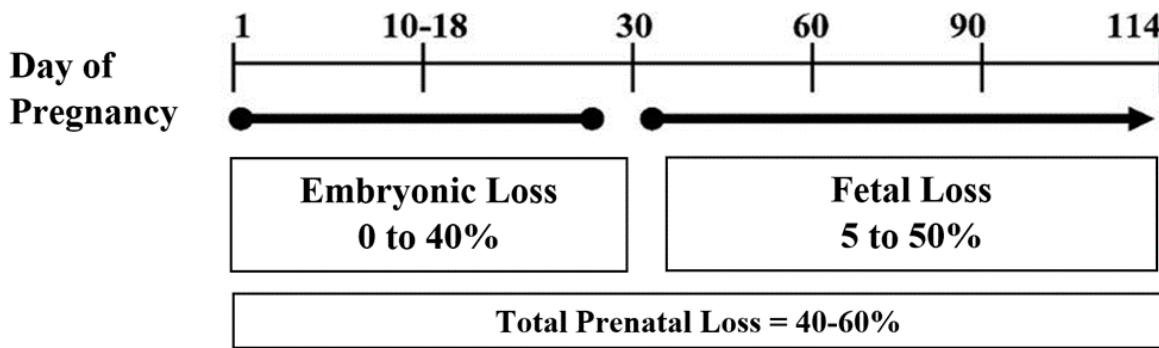 1 10-18 30 60 90 114
Day of
Pregnancy
Embryonic Loss
0 to 40%
Fetal Loss
5 to 50%
Total Prenatal Loss = 40-60%